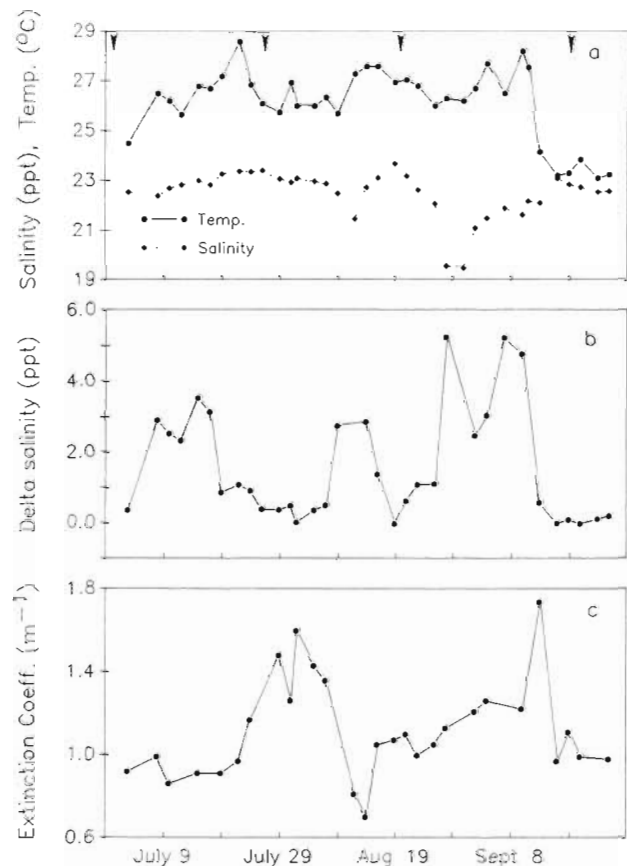 Salinity (ppt), Temp. (°C)
29
27
25
23
21
19
a
Temp.
Salinity
Delta salinity (ppt)
6.0
4.0
2.0
0.0
b
Extinction Coeff. (m⁻¹)
1.8
1.4
1.0
0.6
c
July 9
July 29
Aug 19
Sept 8